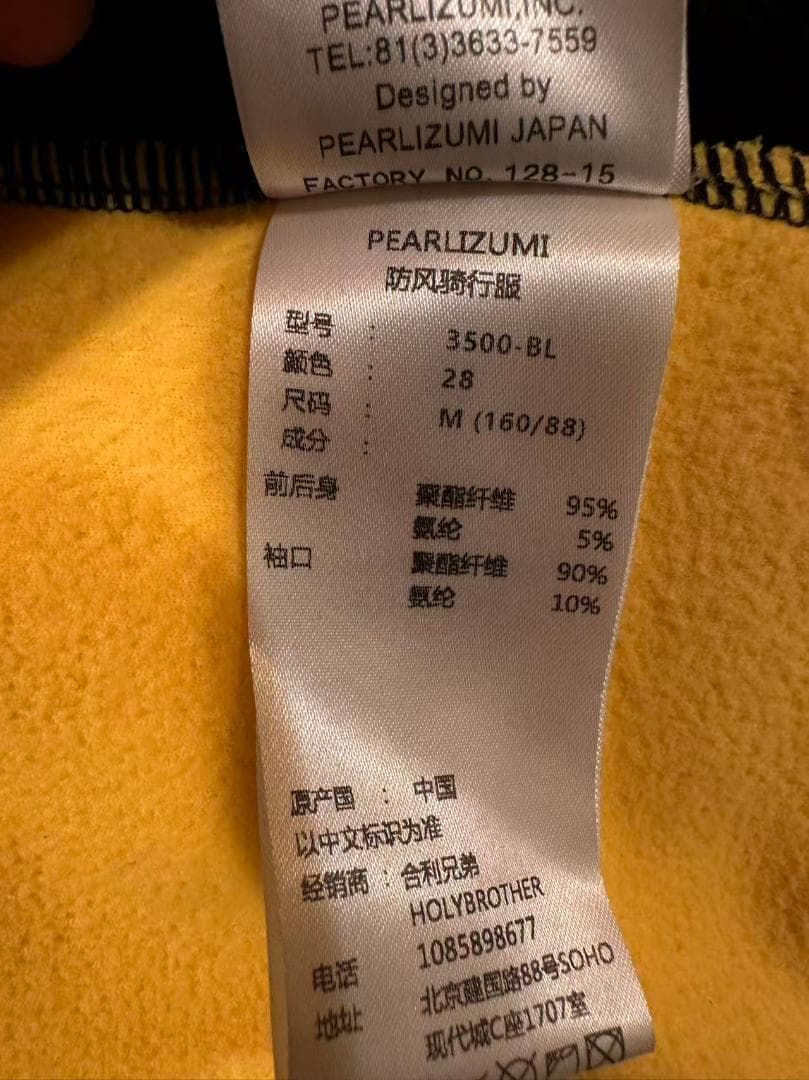 PEARLIZUMI,INC.
TEL:81(3)3633-7559
Designed by
PEARLIZUMI JAPAN
FACTORY NO. 128-15
PEARLIZUMI
防风骑行服
型号 : 3500-BL
颜色 : 28
尺码 : M (160/88)
成分 :
前后身 聚酯纤维 95%
氨纶 5%
袖口 聚酯纤维 90%
氨纶 10%
原产国 : 中国
以中文标识为准
经销商 : 合利兄弟
HOLYBROTHER
电话 1085898677
地址 北京建国路88号SOHO
现代城C座1707室